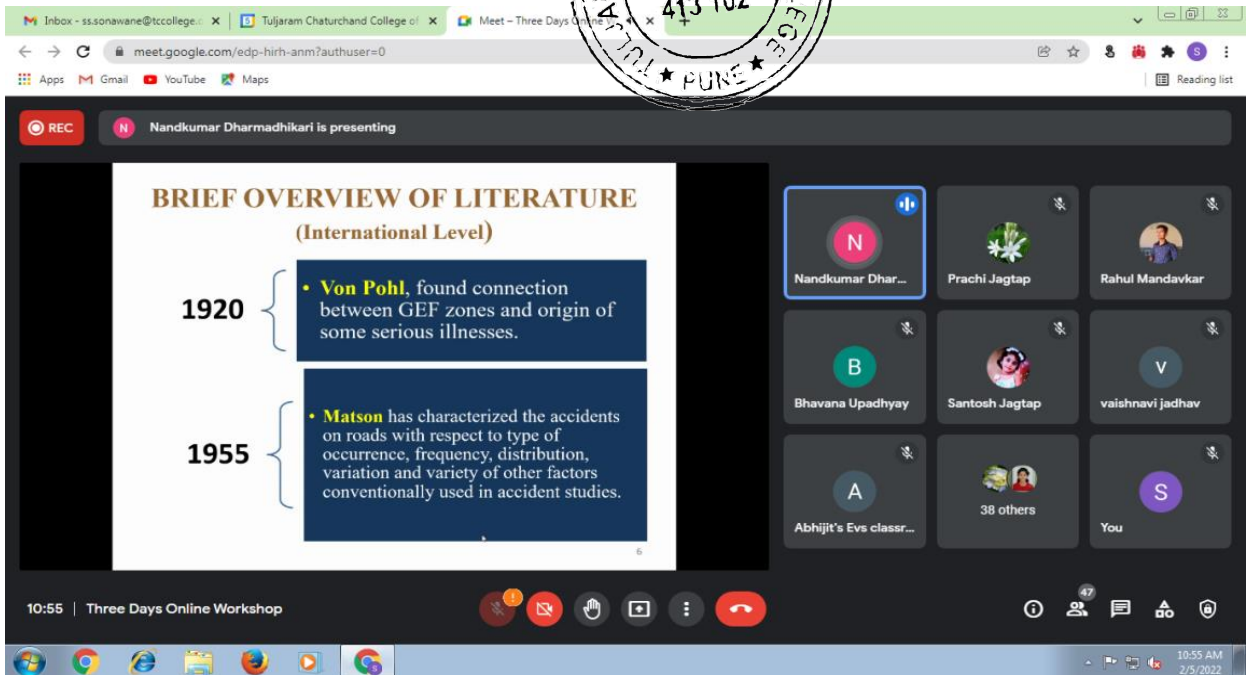 Inbox - ss.sonawane@tccollege.c
Tuljaram Chaturchand College of
Meet – Three Days Online
413 102
EGE
PUNE
meet.google.com/edp-hirh-anm?authuser=0
S
Apps
Gmail
YouTube
Maps
Reading list
REC
N
Nandkumar Dharmadhikari is presenting
BRIEF OVERVIEW OF LITERATURE
(International Level)
1920
• Von Pohl, found connection
between GEF zones and origin of
some serious illnesses.
1955
• Matson has characterized the accidents
on roads with respect to type of
occurrence, frequency, distribution,
variation and variety of other factors
conventionally used in accident studies.
6
N
Nandkumar Dhar...
Prachi Jagtap
Rahul Mandavkar
B
Bhavana Upadhyay
Santosh Jagtap
v
vaishnavi jadhav
A
Abhijit's Evs classr...
38 others
S
You
10:55 | Three Days Online Workshop
47
10:55 AM
2/5/2022